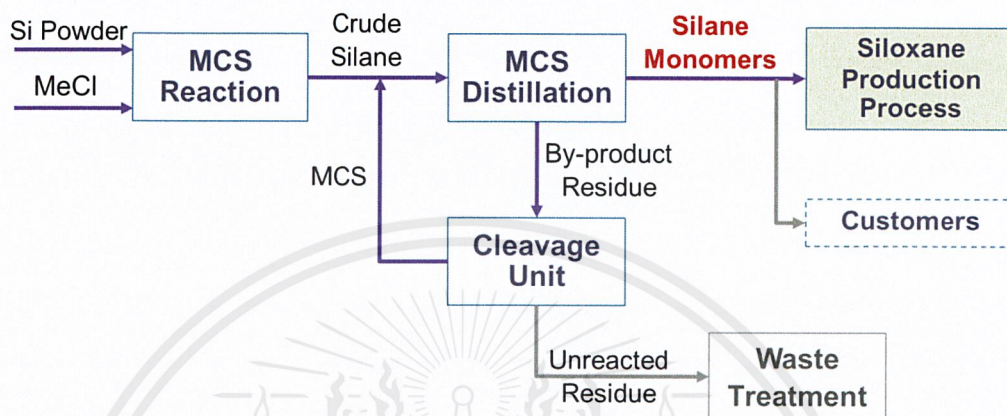 Si Powder
MeCl
MCS
Reaction
Crude
Silane
MCS
Distillation
Silane
Monomers
Siloxane
Production
Process
MCS
By-product
Residue
Customers
Cleavage
Unit
Unreacted
Residue
Waste
Treatment